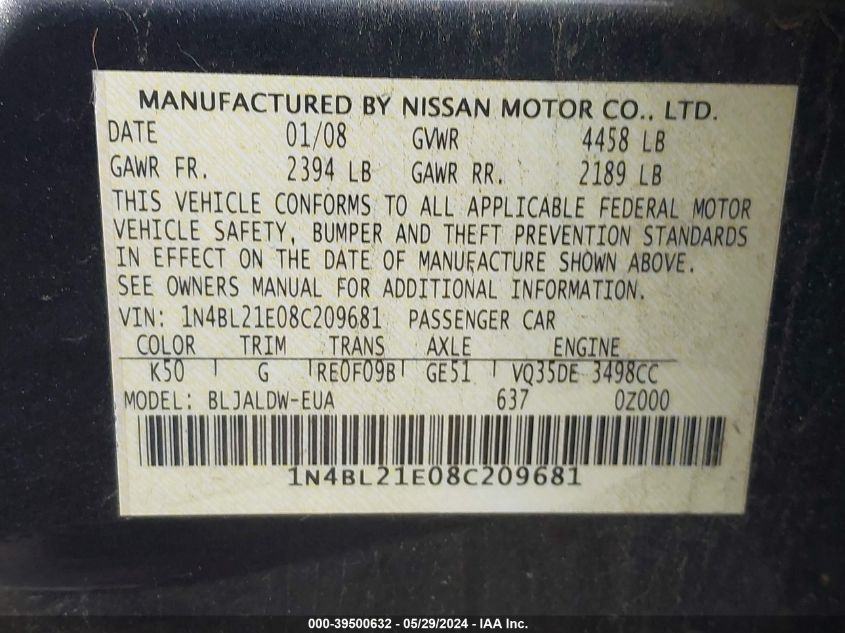 MANUFACTURED BY NISSAN MOTOR CO., LTD.
DATE 01/08 GVWR 4458 LB
GAWR FR. 2394 LB GAWR RR. 2189 LB
THIS VEHICLE CONFORMS TO ALL APPLICABLE FEDERAL MOTOR
VEHICLE SAFETY, BUMPER AND THEFT PREVENTION STANDARDS
IN EFFECT ON THE DATE OF MANUFACTURE SHOWN ABOVE.
SEE OWNERS MANUAL FOR ADDITIONAL INFORMATION.
VIN: 1N4BL21E08C209681 PASSENGER CAR
COLOR TRIM TRANS AXLE ENGINE
K50 G RE0F09B GE51 VQ35DE 3498CC
MODEL: BLJALDW-EUA 637 0Z000
1N4BL21E08C209681
000-39500632 - 05/29/2024 - IAA Inc.